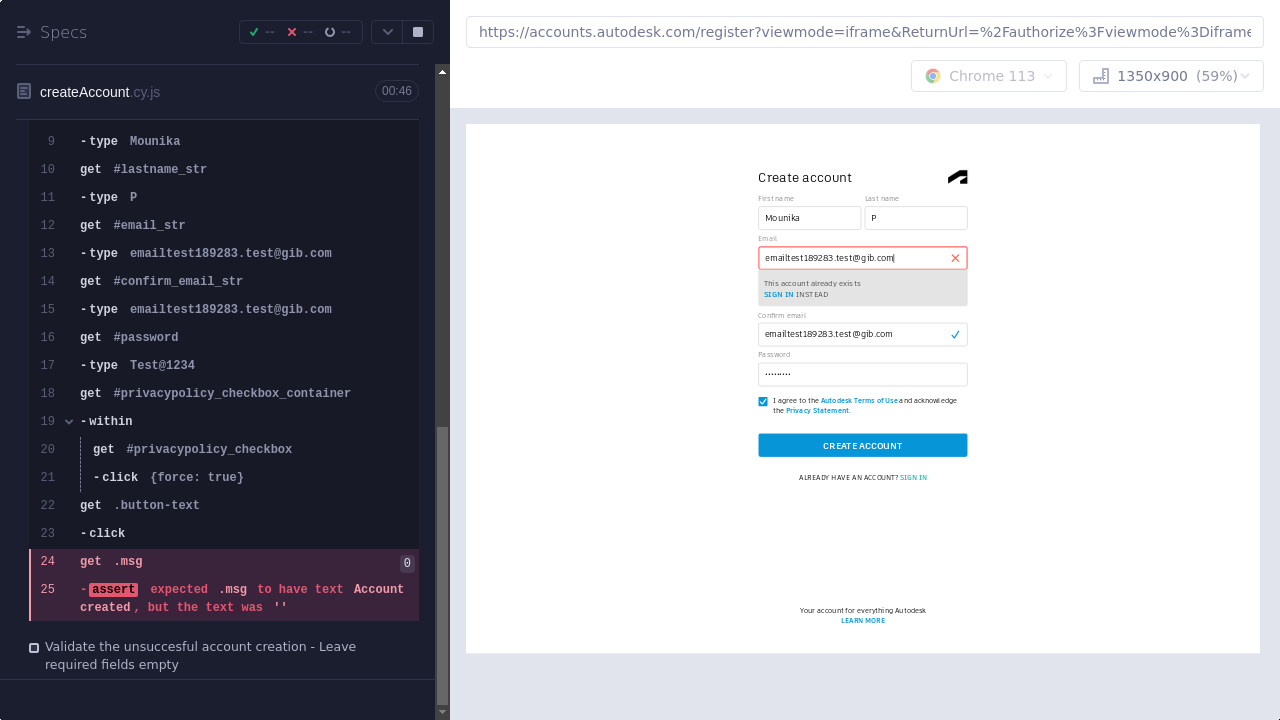 Specs
--
--
--
createAccount.cy.js
00:46
9 -type Mounika
10 get #lastname_str
11 -type P
12 get #email_str
13 -type emailtest189283.test@gib.com
14 get #confirm_email_str
15 -type emailtest189283.test@gib.com
16 get #password
17 -type Test@1234
18 get #privacypolicy_checkbox_container
19 -within
20 get #privacypolicy_checkbox
21 -click {force: true}
22 get .button-text
23 -click
24 get .msg 0
25 -assert expected .msg to have text Account
created, but the text was ''
Validate the unsuccesful account creation - Leave
required fields empty
https://accounts.autodesk.com/register?viewmode=iframe&ReturnUrl=%2Fauthorize%3Fviewmode%3Diframe
Chrome 113
1350x900 (59%)
Create account
First name Last name
Mounika P
Email
emailtest189283.test@gib.com
This account already exists
SIGN IN INSTEAD
Confirm email
emailtest189283.test@gib.com
Password
•••••••••
I agree to the Autodesk Terms of Use and acknowledge
the Privacy Statement.
CREATE ACCOUNT
ALREADY HAVE AN ACCOUNT? SIGN IN
Your account for everything Autodesk
LEARN MORE